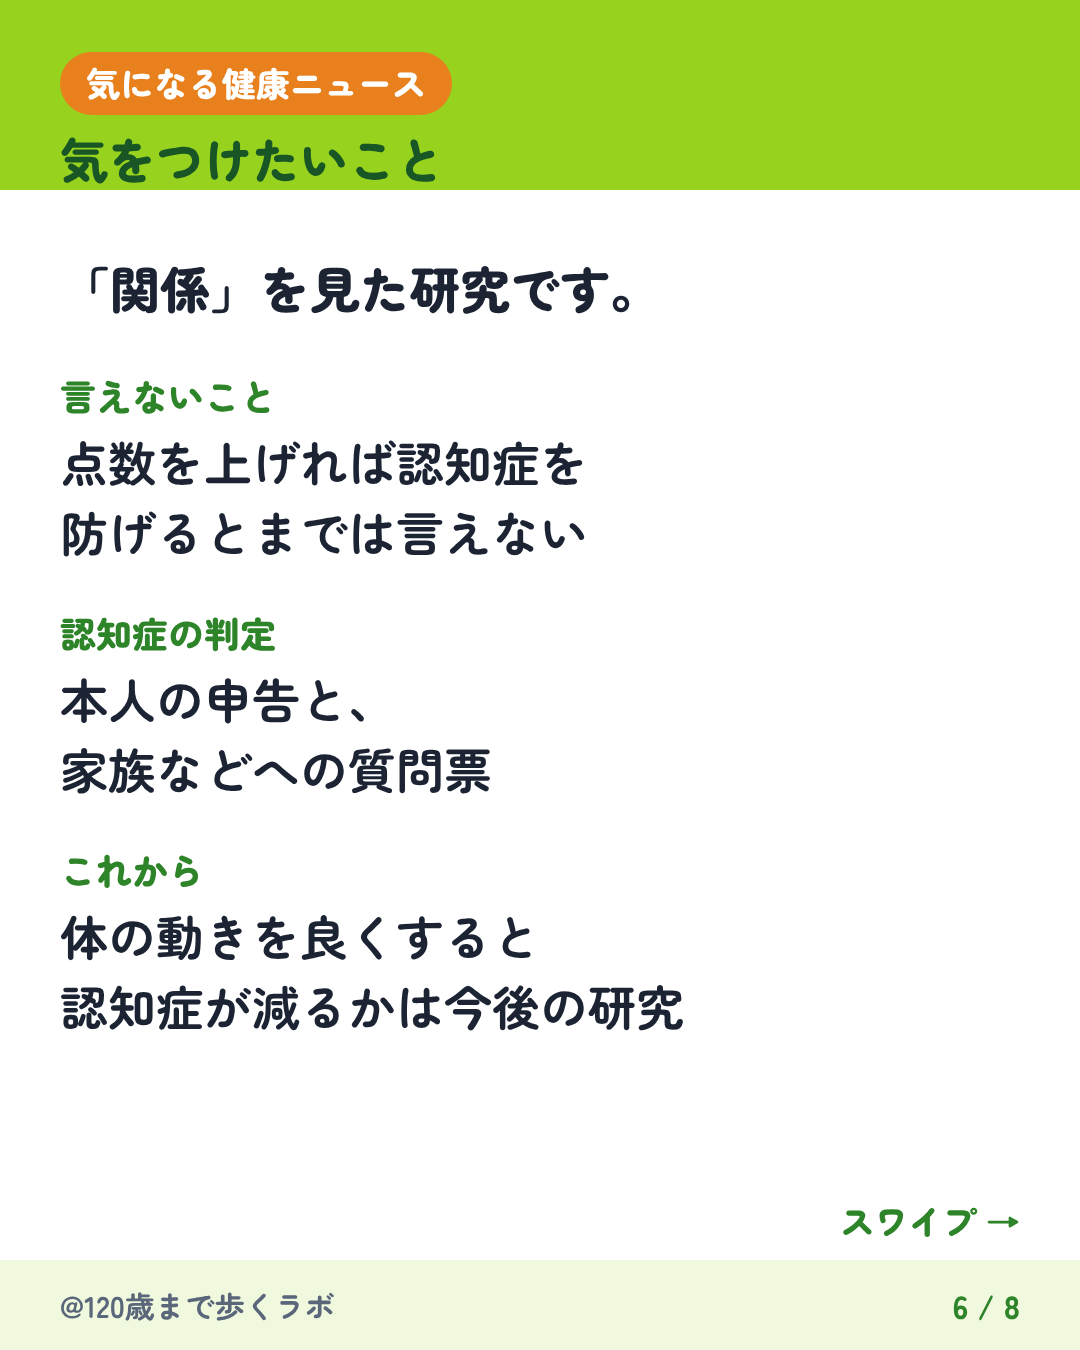 気になる健康ニュース
気をつけたいこと
「関係」を見た研究です。
言えないこと
点数を上げれば認知症を
防げるとまでは言えない
認知症の判定
本人の申告と、
家族などへの質問票
これから
体の動きを良くすると
認知症が減るかは今後の研究
スワイプ →
@120歳まで歩くラボ
6 / 8